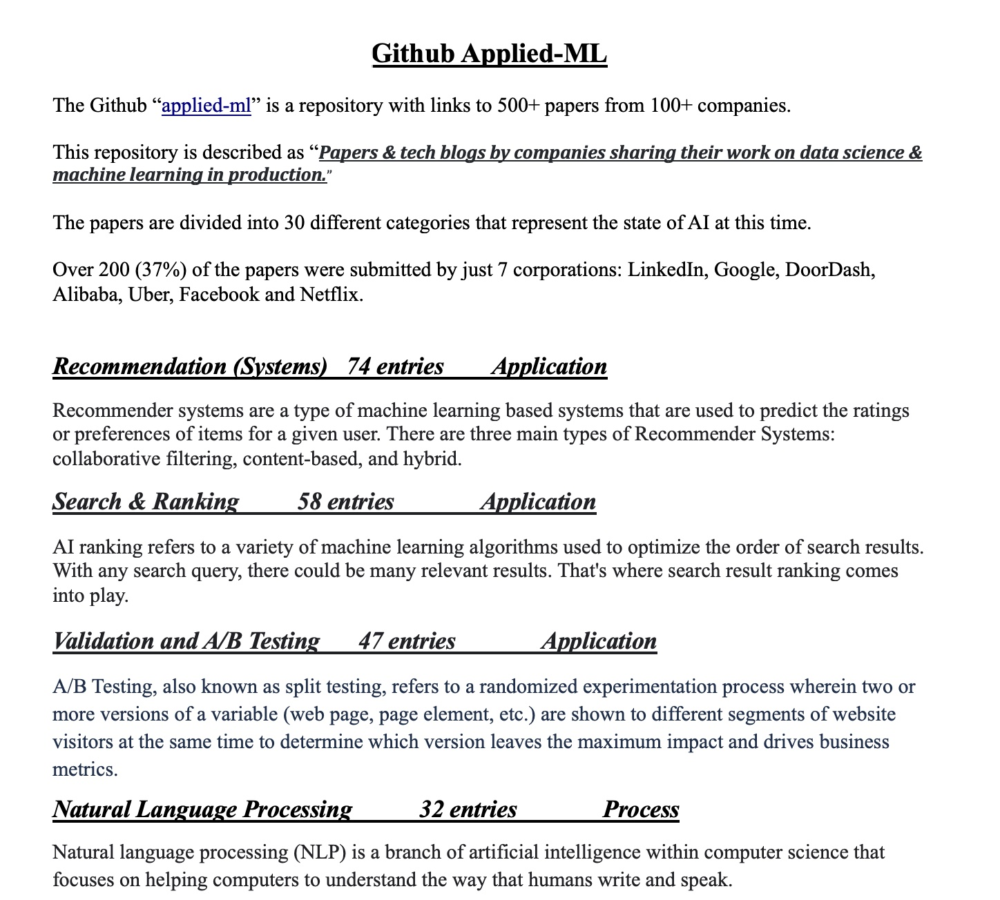 Github Applied-ML
The Github “applied-ml” is a repository with links to 500+ papers from 100+ companies.
This repository is described as “Papers & tech blogs by companies sharing their work on data science &
machine learning in production.”
The papers are divided into 30 different categories that represent the state of AI at this time.
Over 200 (37%) of the papers were submitted by just 7 corporations: LinkedIn, Google, DoorDash,
Alibaba, Uber, Facebook and Netflix.
Recommendation (Systems) 74 entries Application
Recommender systems are a type of machine learning based systems that are used to predict the ratings
or preferences of items for a given user. There are three main types of Recommender Systems:
collaborative filtering, content-based, and hybrid.
Search & Ranking 58 entries Application
AI ranking refers to a variety of machine learning algorithms used to optimize the order of search results.
With any search query, there could be many relevant results. That's where search result ranking comes
into play.
Validation and A/B Testing 47 entries Application
A/B Testing, also known as split testing, refers to a randomized experimentation process wherein two or
more versions of a variable (web page, page element, etc.) are shown to different segments of website
visitors at the same time to determine which version leaves the maximum impact and drives business
metrics.
Natural Language Processing 32 entries Process
Natural language processing (NLP) is a branch of artificial intelligence within computer science that
focuses on helping computers to understand the way that humans write and speak.